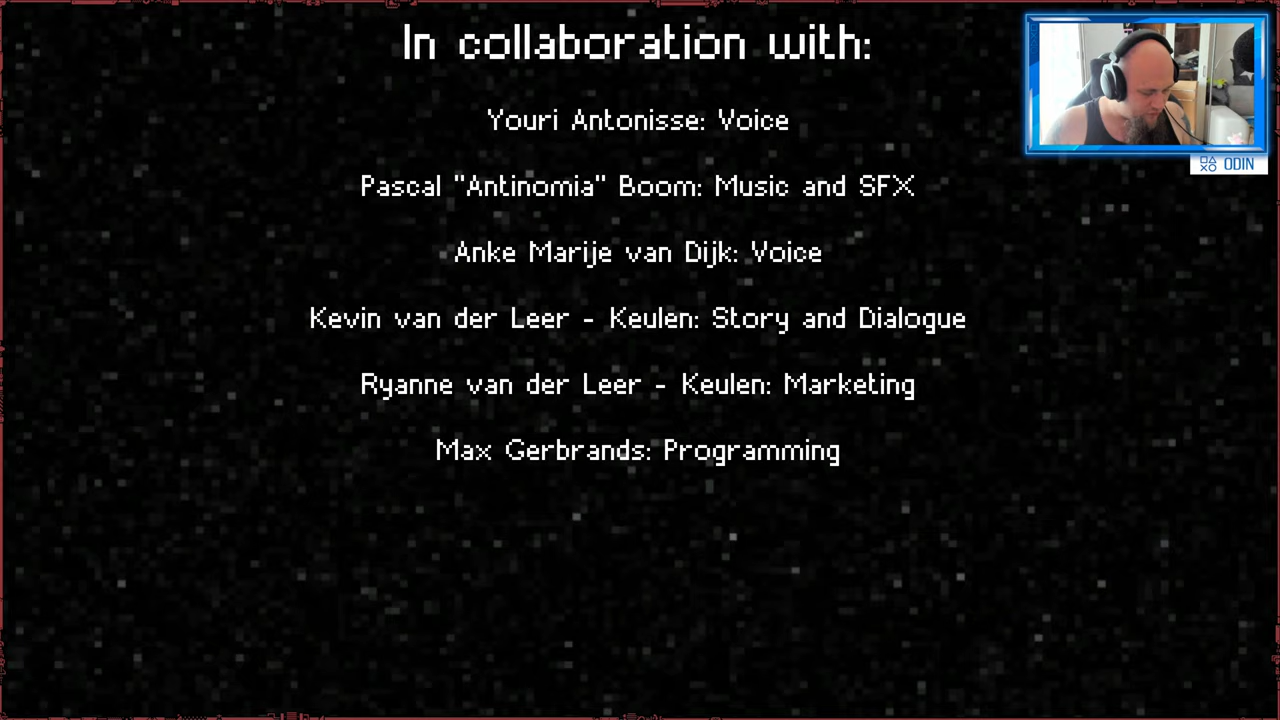 In collaboration with:
ODIN
Youri Antonisse: Voice
Pascal "Antinomia" Boom: Music and SFX
Anke Marije van Dijk: Voice
Kevin van der Leer - Keulen: Story and Dialogue
Ryanne van der Leer - Keulen: Marketing
Max Gerbrands: Programming